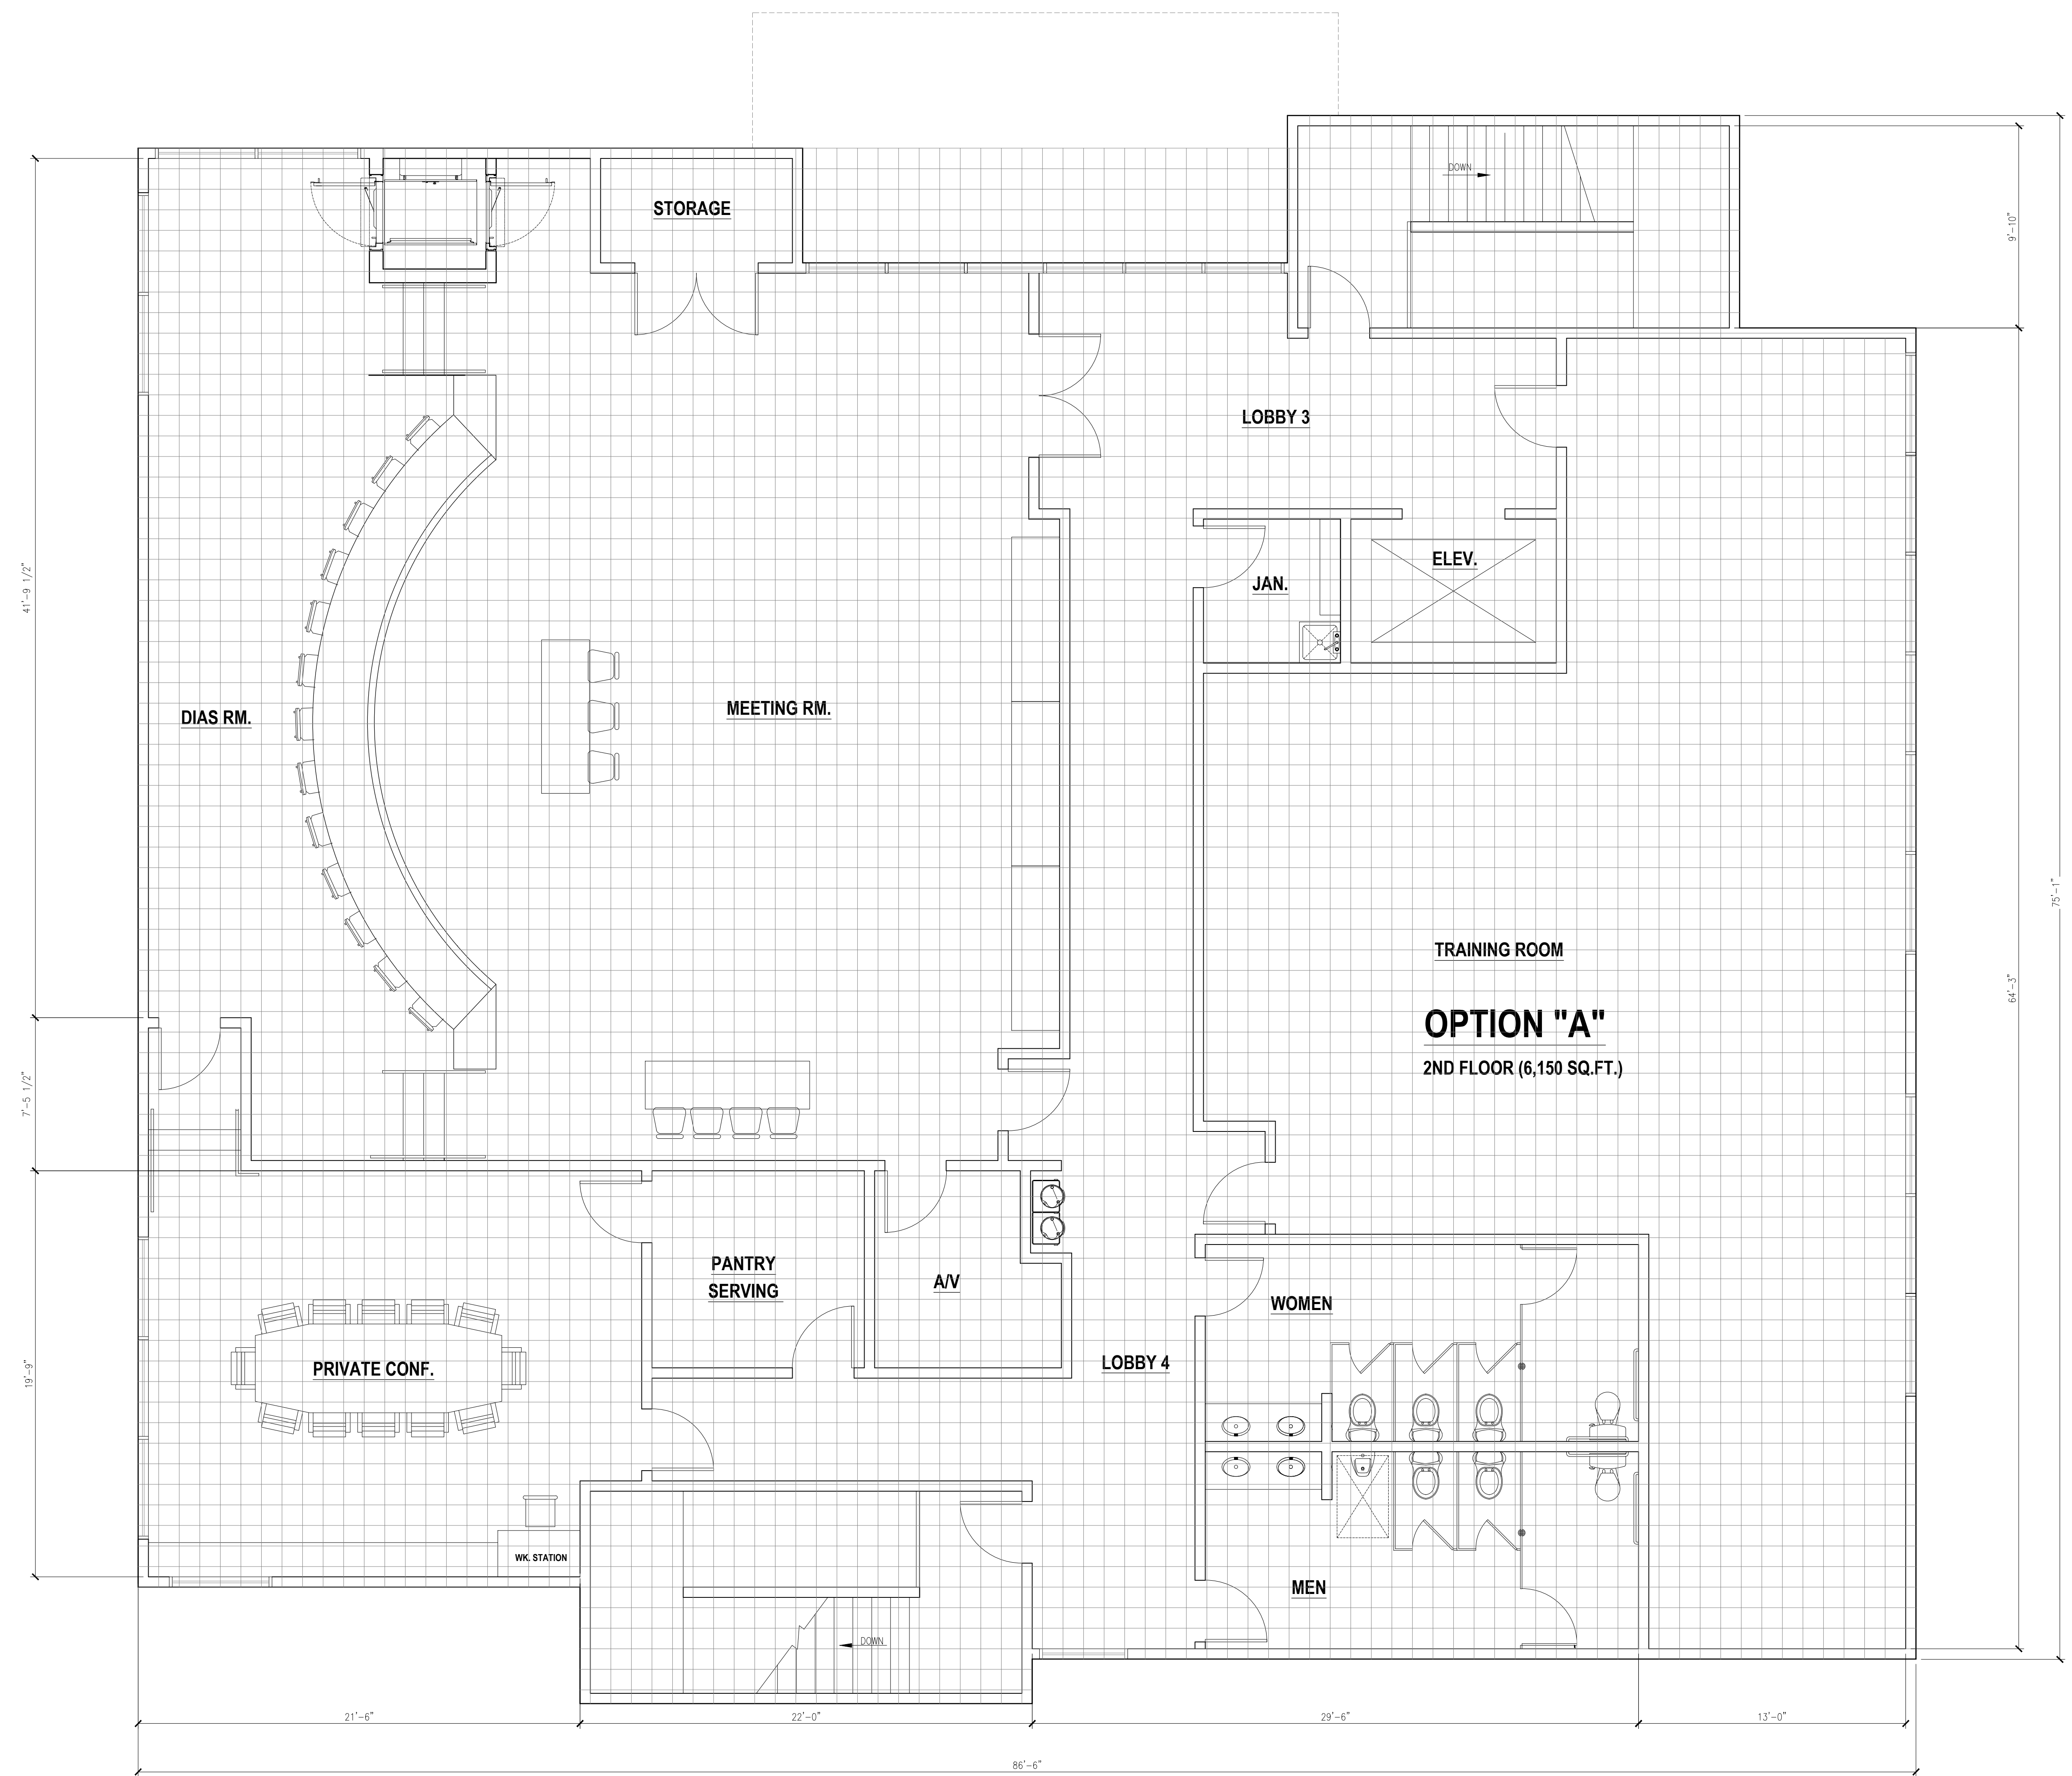 DOWN
STORAGE
9'-10"
LOBBY 3
41'-9 1/2"
JAN.
ELEV.
DIAS RM.
MEETING RM.
75'-1"
TRAINING ROOM
64'-3"
OPTION "A"
2ND FLOOR (6,150 SQ.FT.)
7'-5 1/2"
PANTRY
SERVING
A/V
WOMEN
PRIVATE CONF.
LOBBY 4
19'-9"
WK. STATION
MEN
DOWN
21'-6"
22'-0"
29'-6"
13'-0"
86'-6"